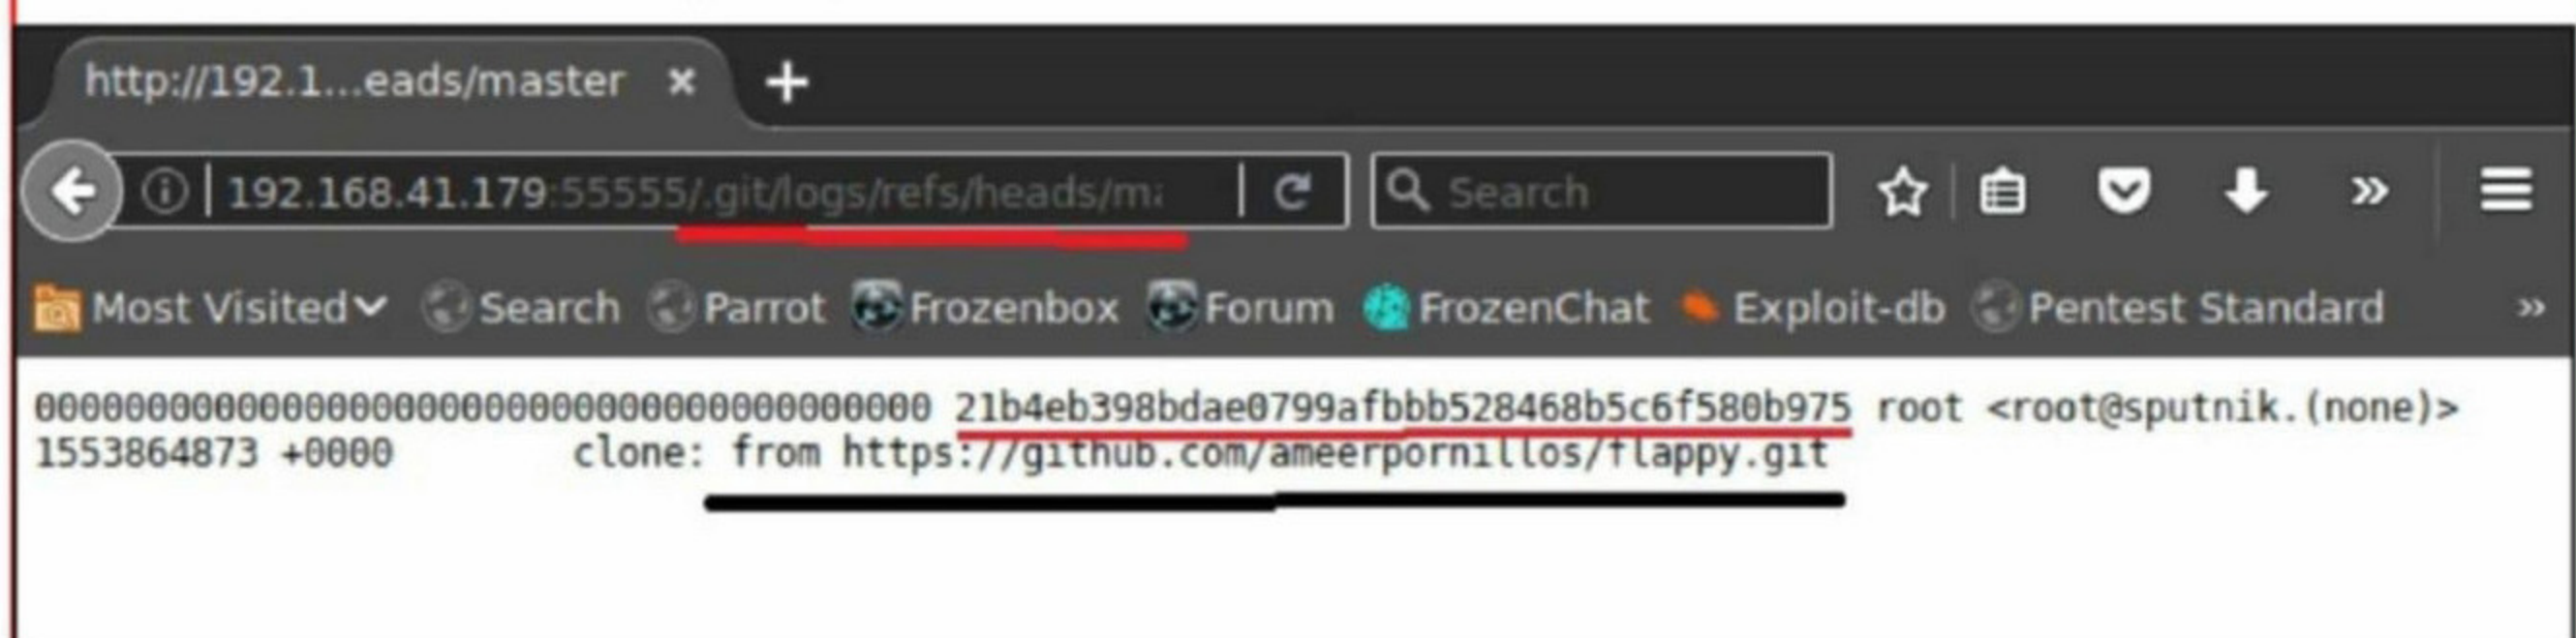 http://192.1...eads/master
192.168.41.179:55555/.git/logs/refs/heads/ma
Search
Most Visited
Search
Parrot
Frozenbox
Forum
FrozenChat
Exploit-db
Pentest Standard
0000000000000000000000000000000000000000 21b4eb398bdae0799afbbb528468b5c6f580b975 root <root@sputnik.(none)>
1553864873 +0000 clone: from https://github.com/ameerpornillos/flappy.git